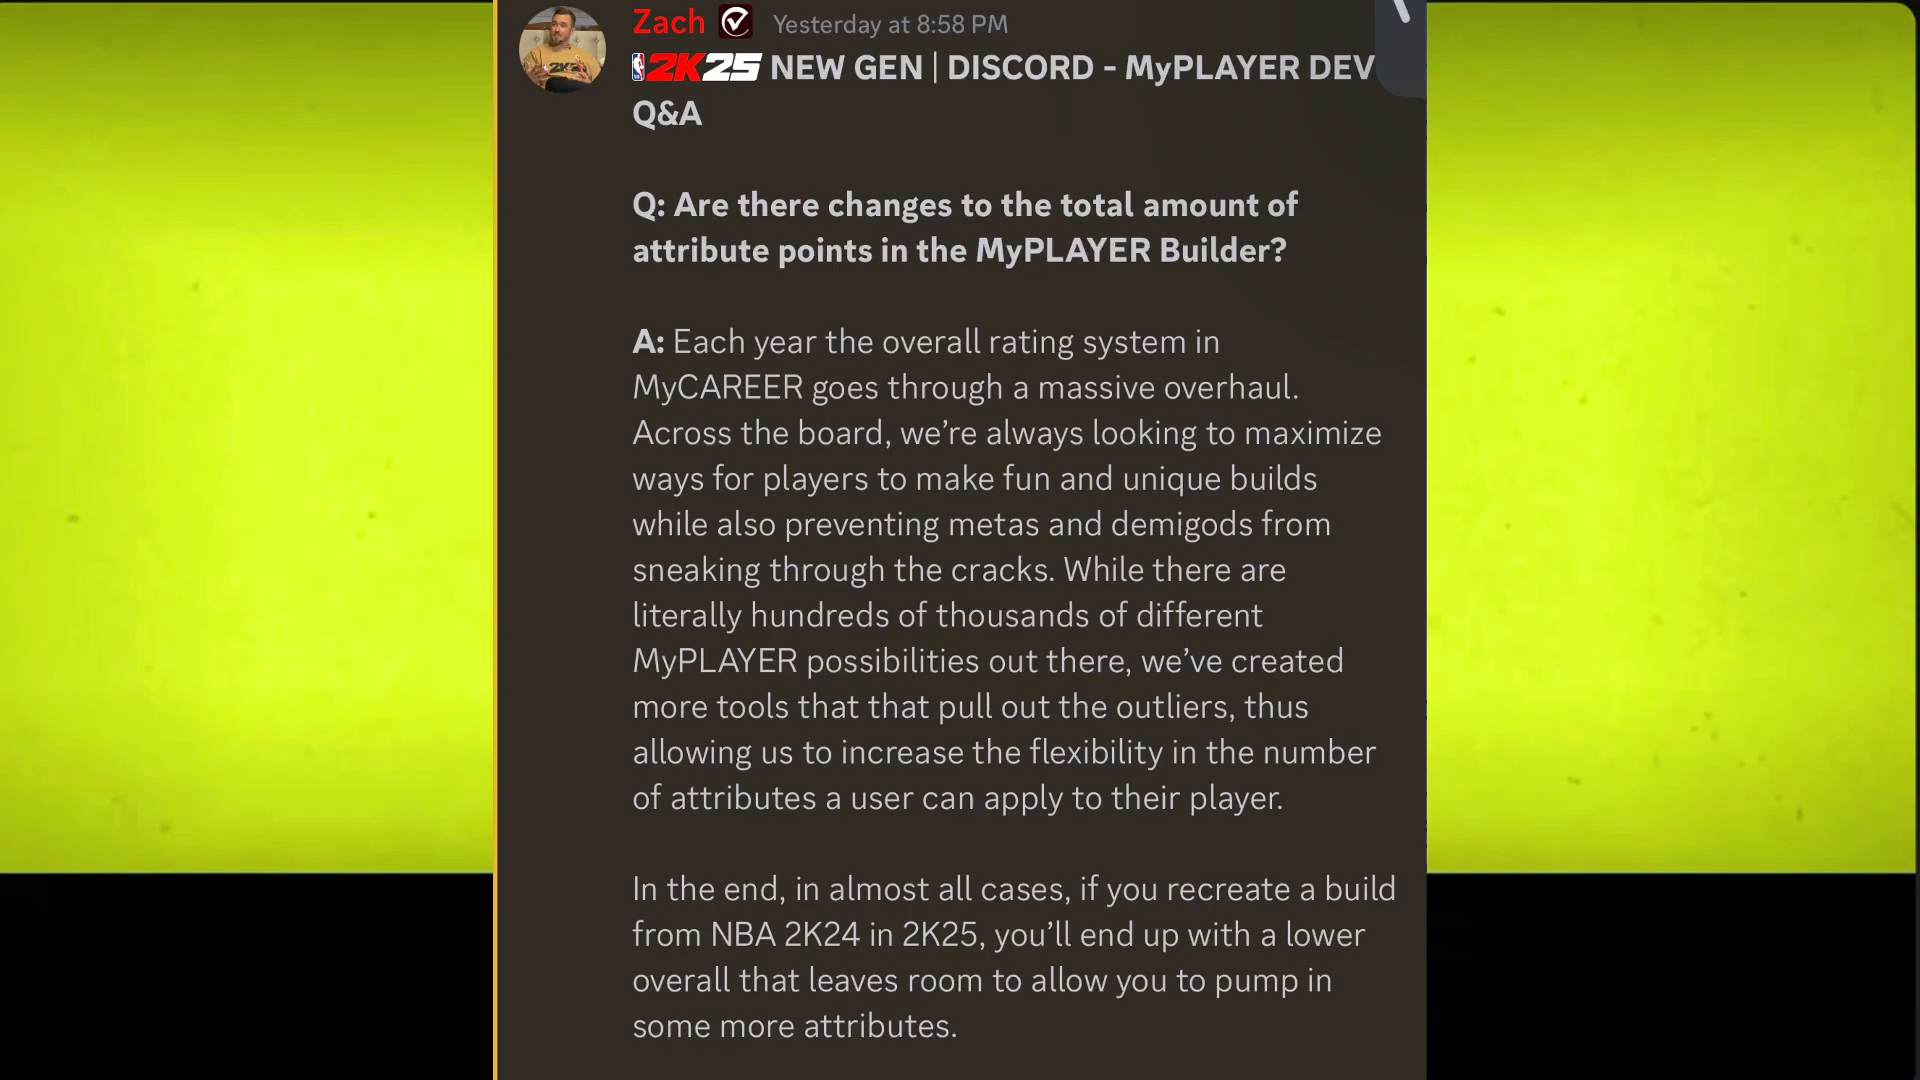 Zach Yesterday at 8:58 PM
2K25 NEW GEN | DISCORD - MyPLAYER DEV
Q&A
Q: Are there changes to the total amount of
attribute points in the MyPLAYER Builder?
A: Each year the overall rating system in
MyCAREER goes through a massive overhaul.
Across the board, we’re always looking to maximize
ways for players to make fun and unique builds
while also preventing metas and demigods from
sneaking through the cracks. While there are
literally hundreds of thousands of different
MyPLAYER possibilities out there, we’ve created
more tools that that pull out the outliers, thus
allowing us to increase the flexibility in the number
of attributes a user can apply to their player.
In the end, in almost all cases, if you recreate a build
from NBA 2K24 in 2K25, you’ll end up with a lower
overall that leaves room to allow you to pump in
some more attributes.